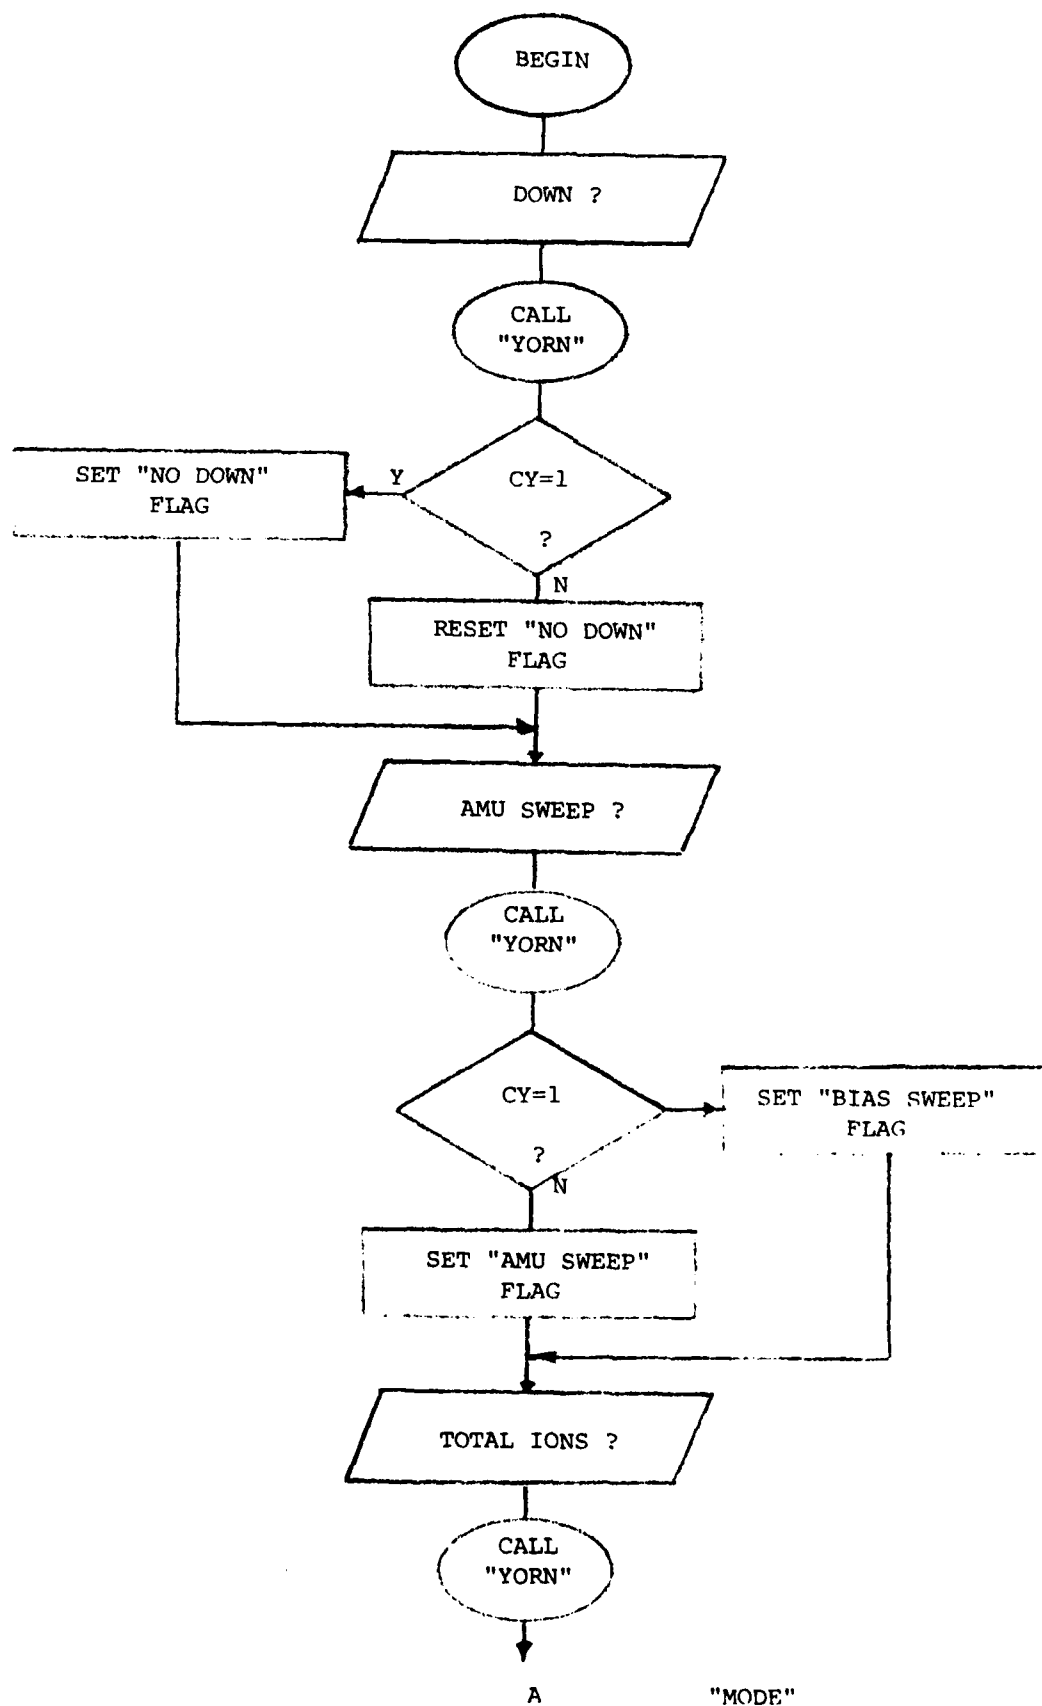 BEGIN
DOWN ?
CALL
"YORN"
CY=1
?
Y
SET "NO DOWN"
FLAG
N
RESET "NO DOWN"
FLAG
AMU SWEEP ?
CALL
"YORN"
CY=1
?
SET "BIAS SWEEP"
FLAG
N
SET "AMU SWEEP"
FLAG
TOTAL IONS ?
CALL
"YORN"
A
"MODE"